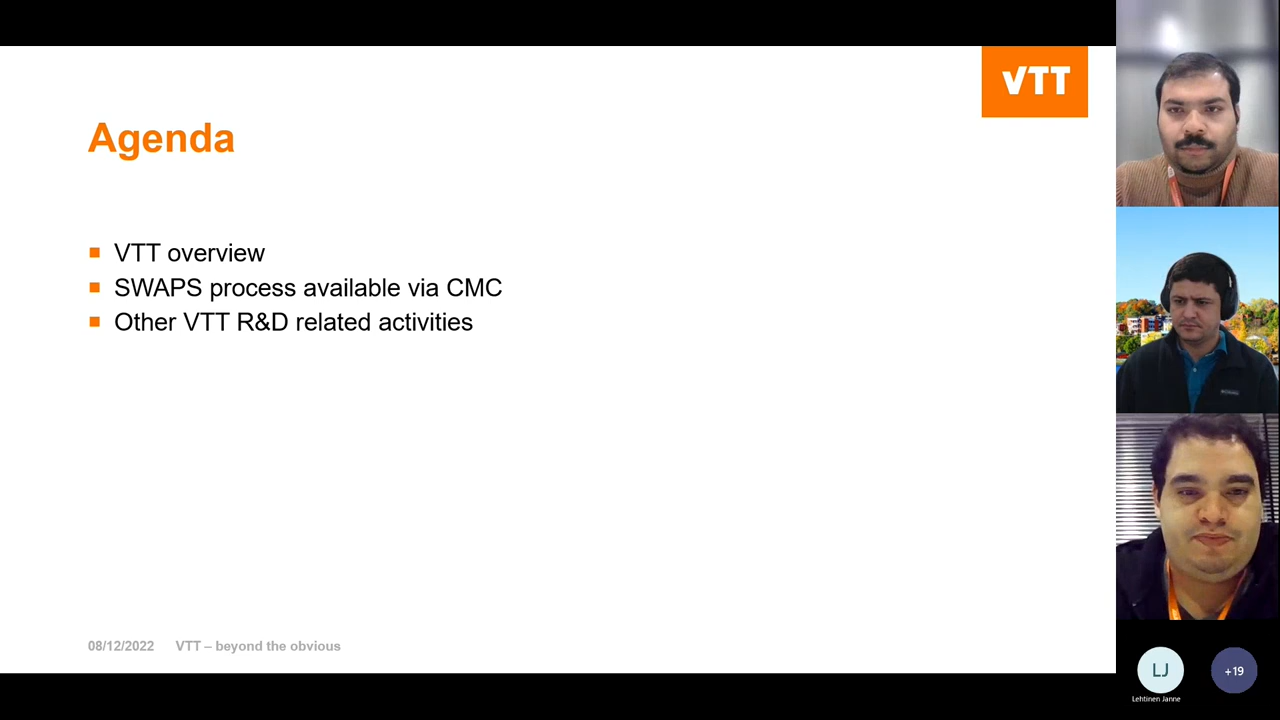 VTT
Agenda
VTT overview
SWAPS process available via CMC
Other VTT R&D related activities
08/12/2022 VTT – beyond the obvious
LJ
+19
Lehtinen Janne